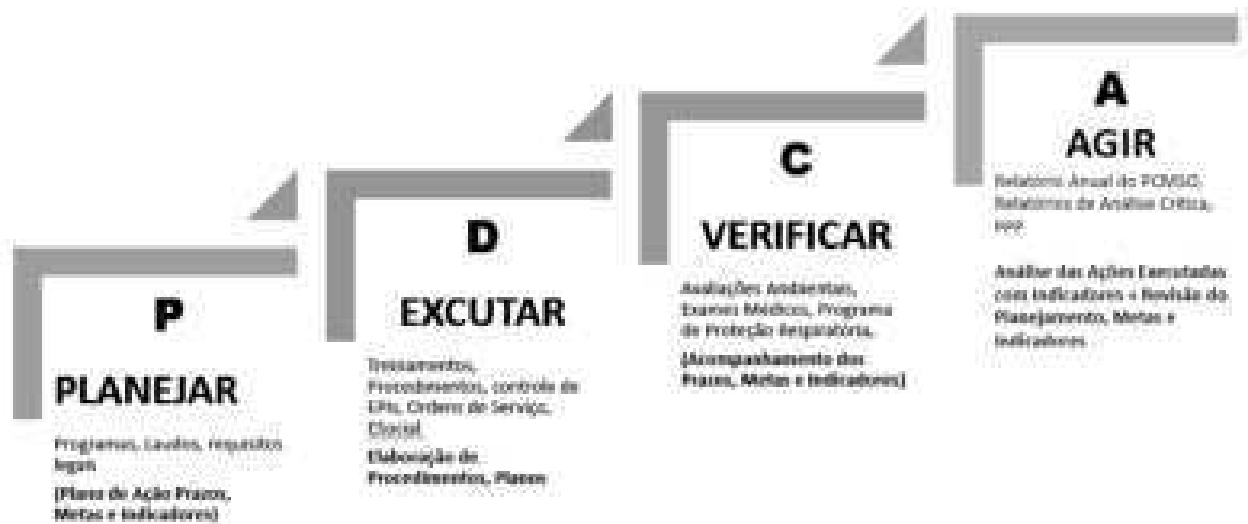 P
PLANEJAR
Programas, Laudos, requisitos
legais
(Plano de Ação Prazos,
Metas e Indicadores)
D
EXCUTAR
Treinamentos,
Procedimentos, controle de
EPIs, Ordens de Serviço,
ESocial
Elaboração de
Procedimentos, Planos
C
VERIFICAR
Avaliações Ambientais,
Exames Médicos, Programa
de Proteção Respiratória,
(Acompanhamento dos
Prazos, Metas e Indicadores)
A
AGIR
Relatório Anual do PCMSO,
Relatórios de Análise Crítica,
PPP
Análise das Ações Executadas
com Indicadores + Revisão do
Planejamento, Metas e
Indicadores